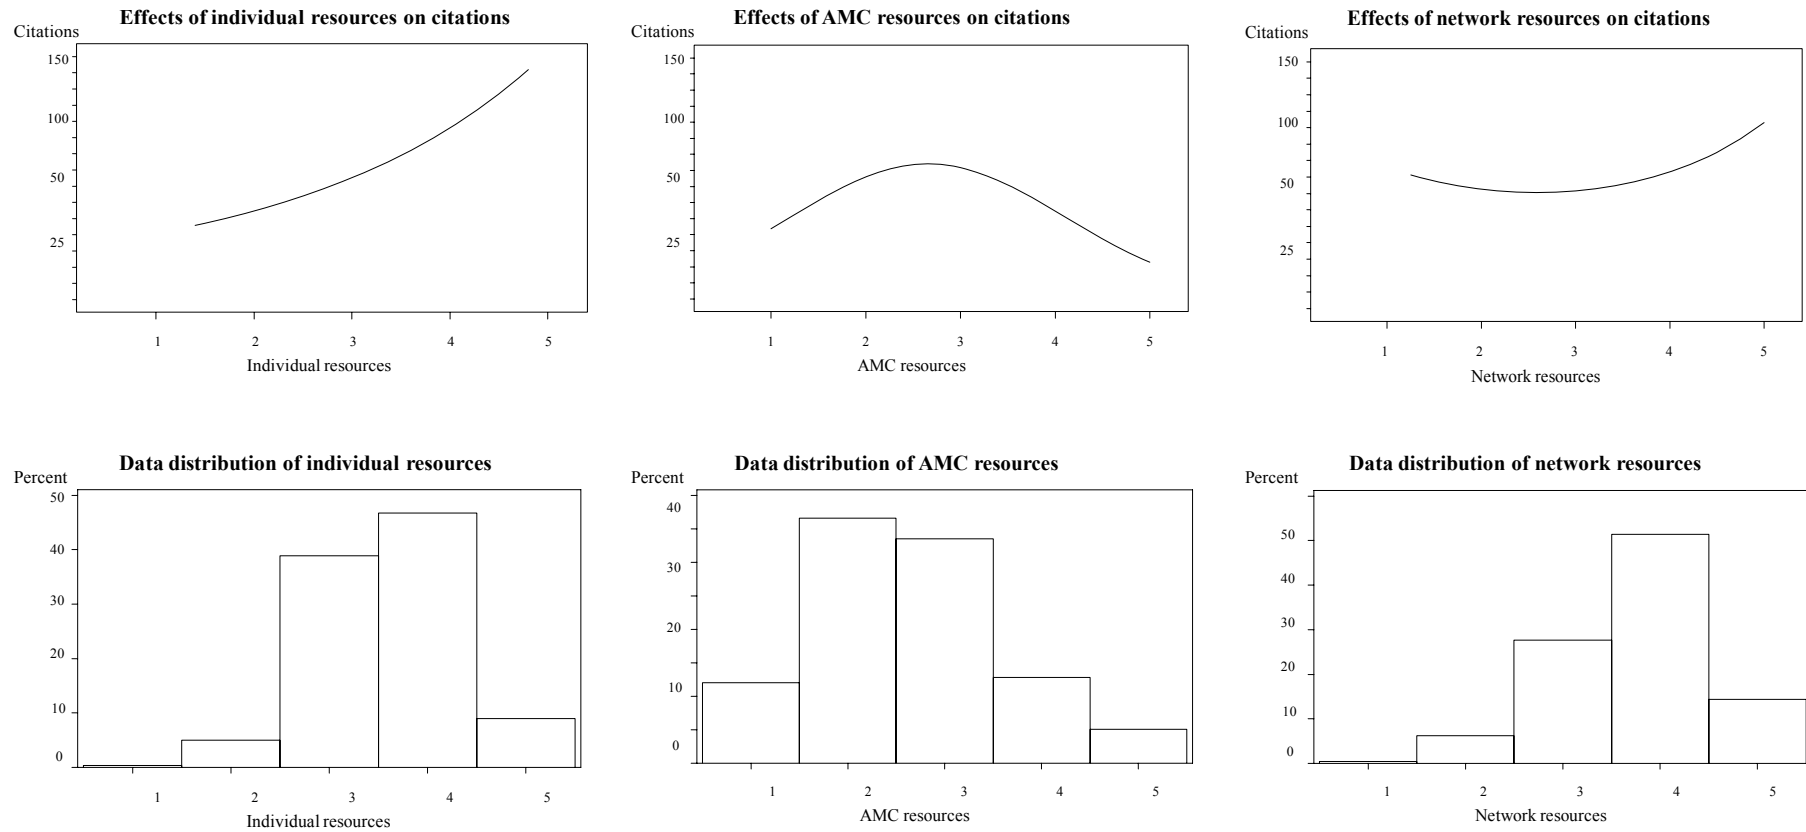 Effects of individual resources on citations
Citations
150
100
50
25
1 2 3 4 5
Individual resources
Effects of AMC resources on citations
Citations
150
100
50
25
1 2 3 4 5
AMC resources
Effects of network resources on citations
Citations
150
100
50
25
1 2 3 4 5
Network resources
Data distribution of individual resources
Percent
50
40
30
20
10
0
1 2 3 4 5
Individual resources
Data distribution of AMC resources
Percent
40
30
20
10
0
1 2 3 4 5
AMC resources
Data distribution of network resources
Percent
50
40
30
20
10
0
1 2 3 4 5
Network resources